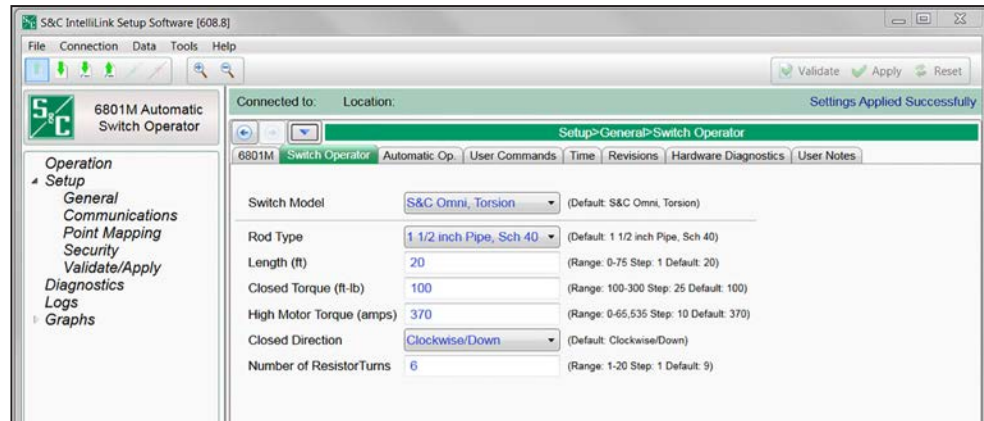 S&C IntelliLink Setup Software [608.8]
File Connection Data Tools Help
Validate Apply Reset
S&C
6801M Automatic
Switch Operator
Connected to: Location: Settings Applied Successfully
Setup>General>Switch Operator
6801M Switch Operator Automatic Op. User Commands Time Revisions Hardware Diagnostics User Notes
Operation
Setup
General
Communications
Point Mapping
Security
Validate/Apply
Diagnostics
Logs
Graphs
Switch Model S&C Omni, Torsion (Default: S&C Omni, Torsion)
Rod Type 1 1/2 inch Pipe, Sch 40 (Default: 1 1/2 inch Pipe, Sch 40)
Length (ft) 20 (Range: 0-75 Step: 1 Default: 20)
Closed Torque (ft-lb) 100 (Range: 100-300 Step: 25 Default: 100)
High Motor Torque (amps) 370 (Range: 0-65,535 Step: 10 Default: 370)
Closed Direction Clockwise/Down (Default: Clockwise/Down)
Number of ResistorTurns 6 (Range: 1-20 Step: 1 Default: 9)